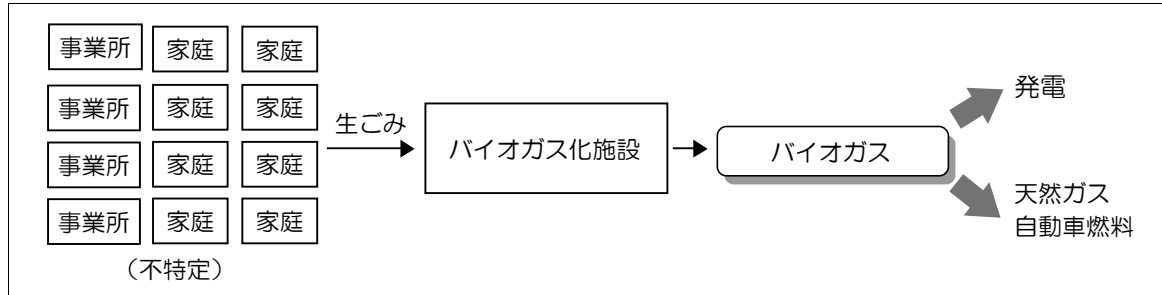 事業所 家庭 家庭
事業所 家庭 家庭
事業所 家庭 家庭
事業所 家庭 家庭
（不特定）
生ごみ
バイオガス化施設
バイオガス
発電
天然ガス
自動車燃料